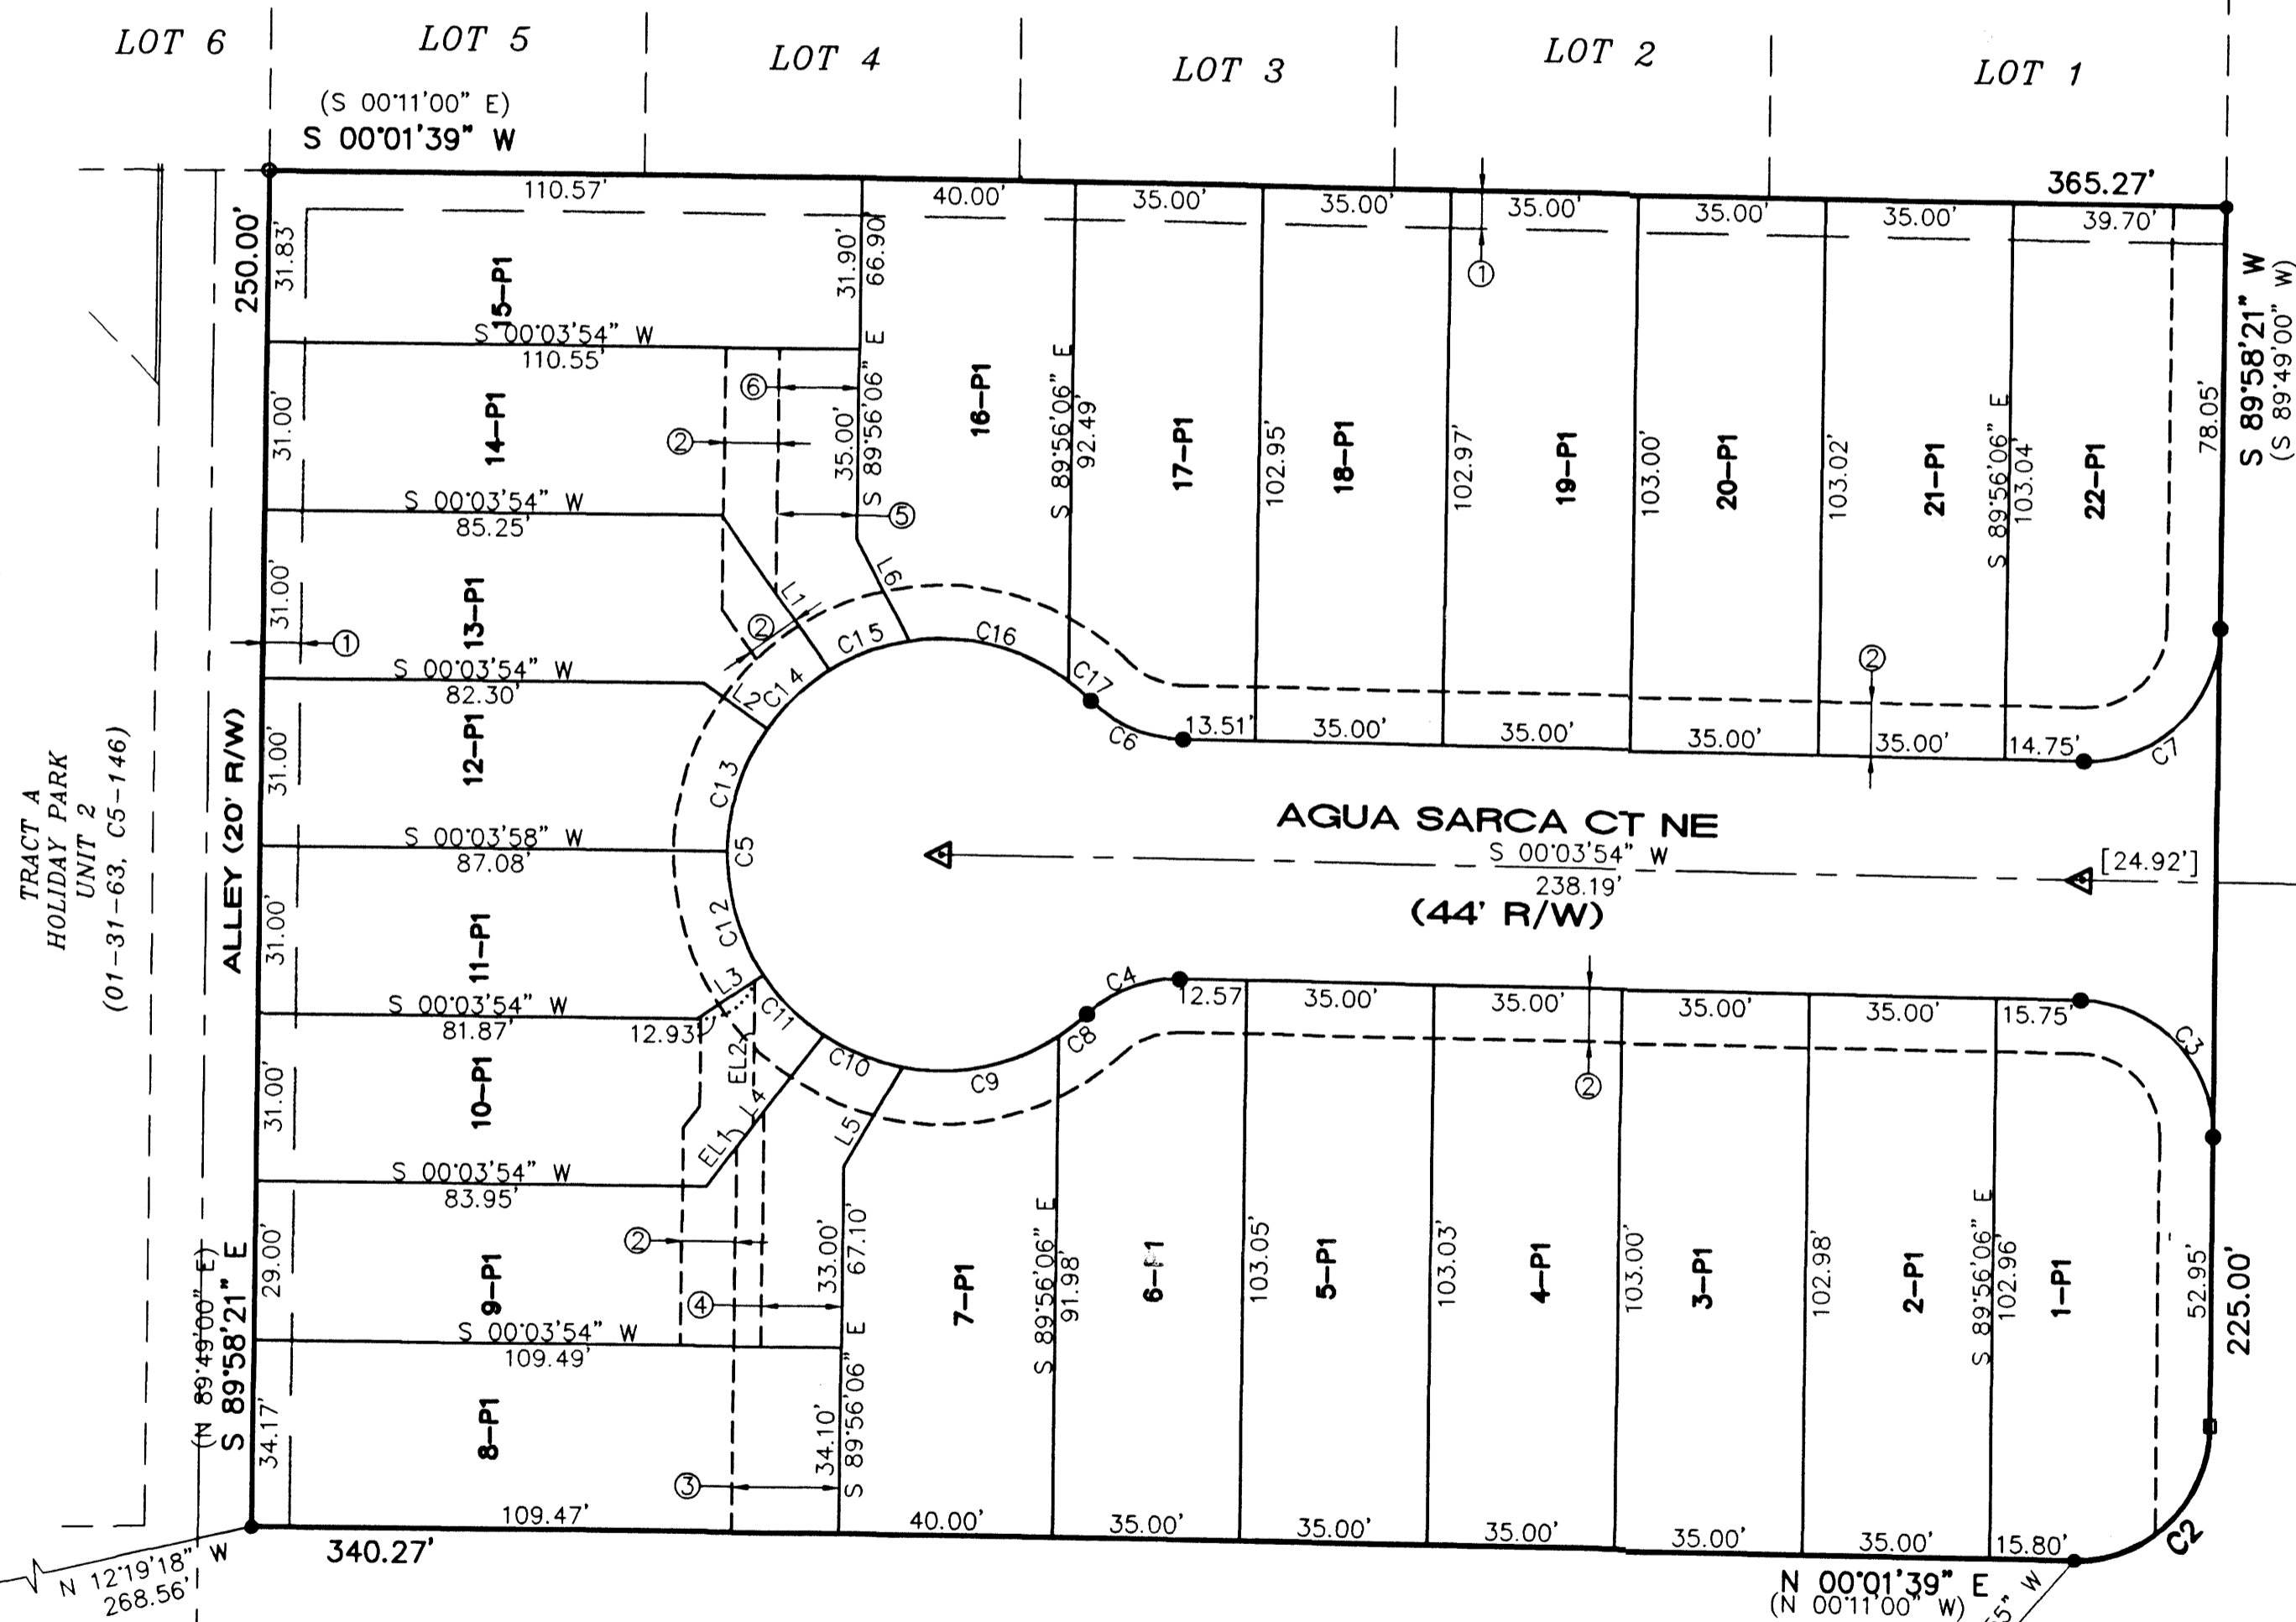 LOT 6
LOT 5
LOT 4
LOT 3
LOT 2
LOT 1
(S 00°11'00" E)
S 00°01'39" W
365.27'
110.57'
40.00'
35.00'
35.00'
35.00'
35.00'
35.00'
39.70'
250.00'
31.83'
15-P1
31.90'
66.90'
S 00°03'54" W
110.55'
1
S 89°58'21" W
(S 89°49'00" W)
31.00'
14-P1
6
2
35.00'
S 89°56'06" E
5
16-P1
S 89°56'06" E
92.49'
17-P1
102.95'
18-P1
102.97'
19-P1
103.00'
20-P1
103.02'
21-P1
S 89°56'06" E
103.04'
22-P1
78.05'
S 00°03'54" W
85.25'
31.00'
13-P1
1
L1
2
L6
C15
C16
C17
C14
L2
S 00°03'54" W
82.30'
C6
13.51'
35.00'
35.00'
35.00'
2
35.00'
14.75'
C7
TRACT A
HOLIDAY PARK
UNIT 2
(01-31-63, C5-146)
ALLEY (20' R/W)
31.00'
12-P1
C13
S 00°03'58" W
87.08'
C5
AGUA SARCA CT NE
S 00°03'54" W
238.19'
(44' R/W)
[24.92']
31.00'
11-P1
C12
L3
C11
S 00°03'54" W
81.87'
12.93'
C4
C8
12.57
35.00'
35.00'
35.00'
35.00'
15.75'
C3
2
C10
C9
31.00'
10-P1
EL2
L4
EL1
L5
S 00°03'54" W
83.95'
29.00'
9-P1
2
4
33.00'
67.10'
S 89°56'06" E
7-P1
S 89°56'06" E
91.98'
6-P1
103.05'
5-P1
103.03'
4-P1
103.00'
3-P1
102.98'
2-P1
S 89°56'06" E
102.96'
1-P1
52.95'
225.00'
(N 89°49'00" E)
S 89°58'21" E
S 00°03'54" W
109.49'
34.17'
8-P1
3
34.10'
109.47'
40.00'
35.00'
35.00'
35.00'
35.00'
35.00'
15.80'
C2
340.27'
N 12°19'18" W
268.56'
N 00°01'39" E
(N 00°11'00" W)
W